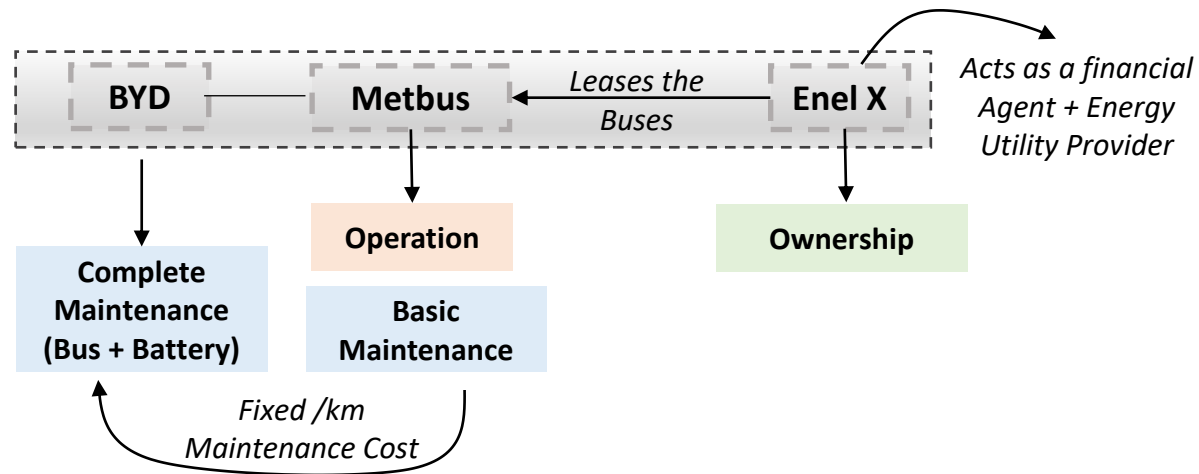 BYD
Metbus
Leases the
Buses
Enel X
Acts as a financial
Agent + Energy
Utility Provider
Operation
Ownership
Complete
Maintenance
(Bus + Battery)
Basic
Maintenance
Fixed /km
Maintenance Cost